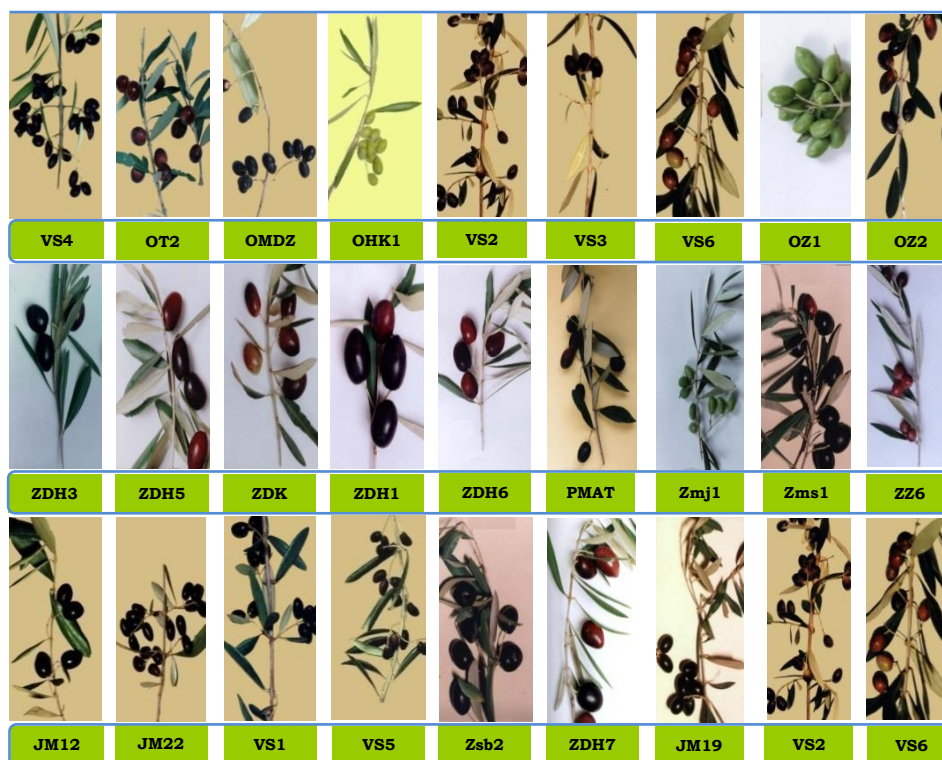 VS4 OT2 OMDZ OHK1 VS2 VS3 VS6 OZ1 OZ2
ZDH3 ZDH5 ZDK ZDH1 ZDH6 PMAT Zmj1 Zms1 ZZ6
JM12 JM22 VS1 VS5 Zsb2 ZDH7 JM19 VS2 VS6